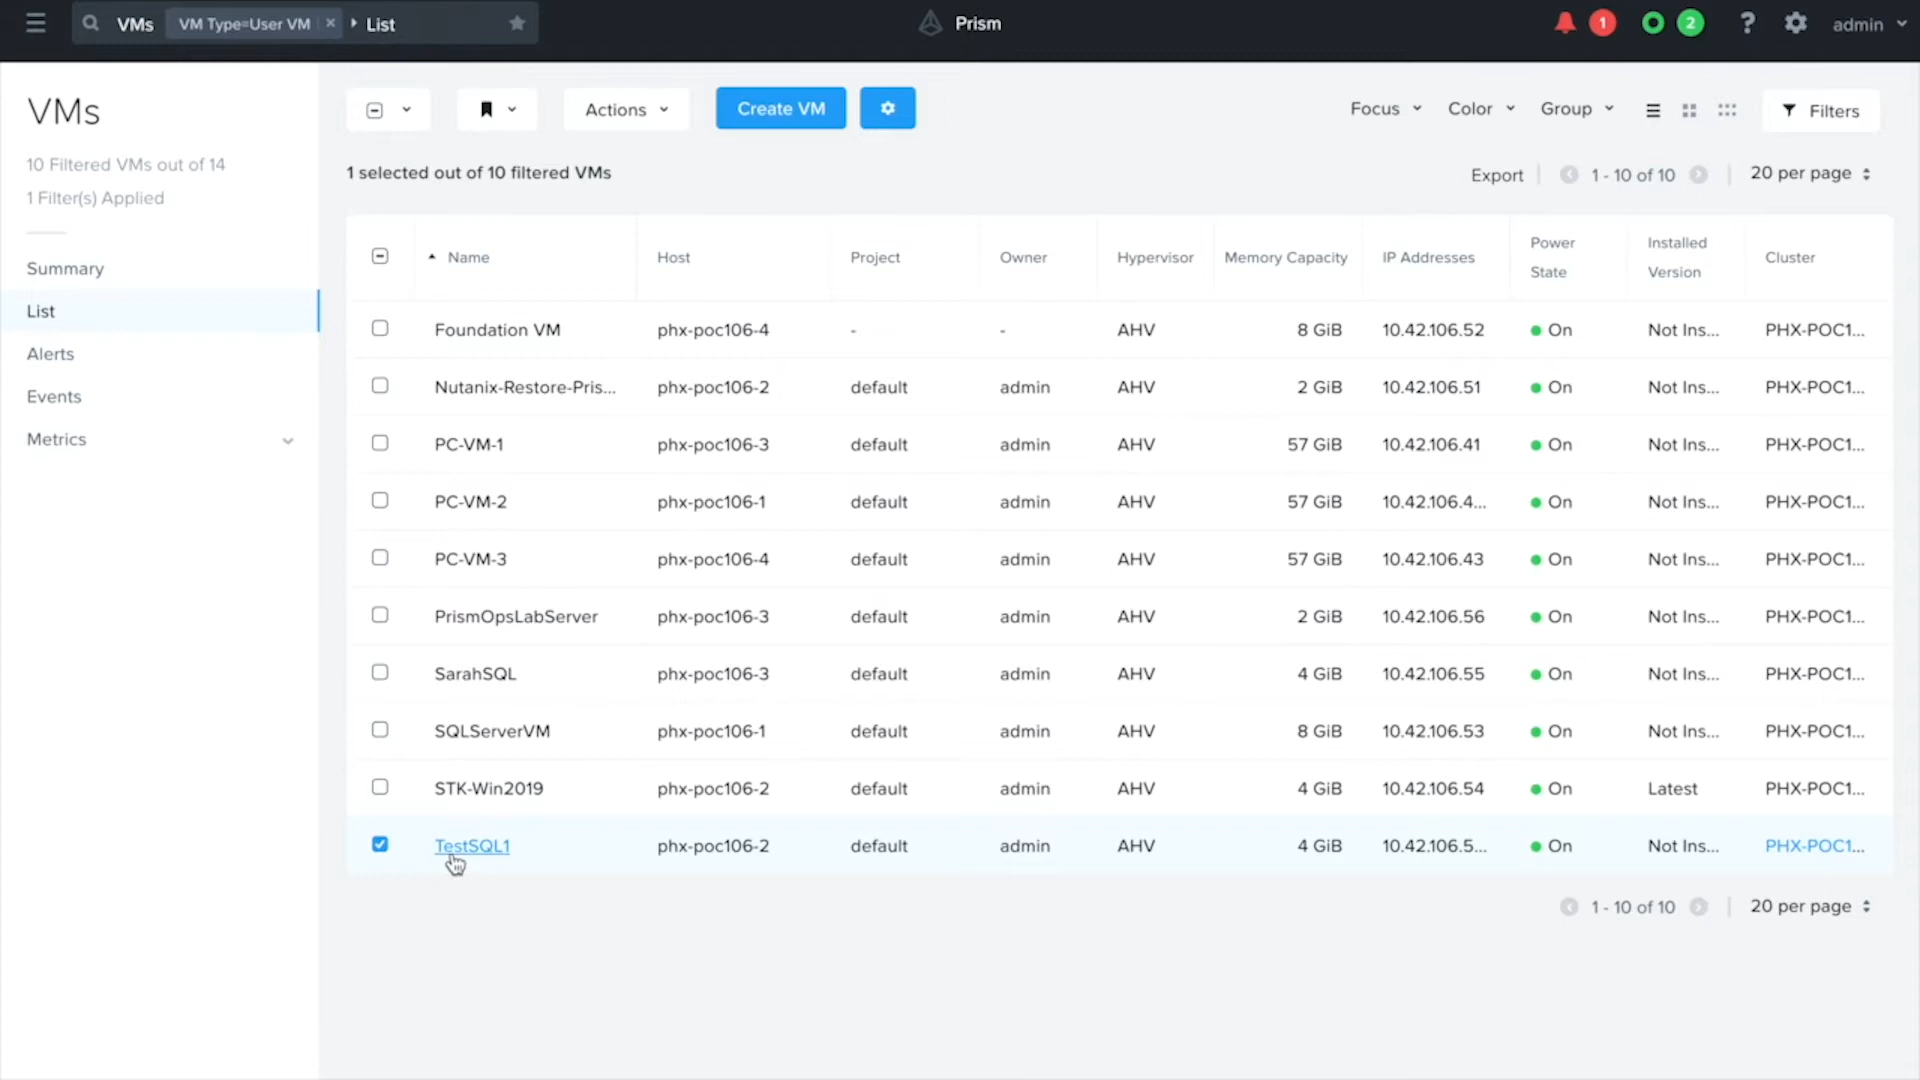 VMs VM Type=User VM × List Prism 1 2 ? admin
VMs
10 Filtered VMs out of 14
1 Filter(s) Applied
Summary
List
Alerts
Events
Metrics
Actions Create VM Focus Color Group Filters
1 selected out of 10 filtered VMs Export 1 - 10 of 10 20 per page
Name Host Project Owner Hypervisor Memory Capacity IP Addresses Power State Installed Version Cluster
Foundation VM phx-poc106-4 - - AHV 8 GiB 10.42.106.52 On Not Ins... PHX-POC1...
Nutanix-Restore-Pris... phx-poc106-2 default admin AHV 2 GiB 10.42.106.51 On Not Ins... PHX-POC1...
PC-VM-1 phx-poc106-3 default admin AHV 57 GiB 10.42.106.41 On Not Ins... PHX-POC1...
PC-VM-2 phx-poc106-1 default admin AHV 57 GiB 10.42.106.4... On Not Ins... PHX-POC1...
PC-VM-3 phx-poc106-4 default admin AHV 57 GiB 10.42.106.43 On Not Ins... PHX-POC1...
PrismOpsLabServer phx-poc106-3 default admin AHV 2 GiB 10.42.106.56 On Not Ins... PHX-POC1...
SarahSQL phx-poc106-3 default admin AHV 4 GiB 10.42.106.55 On Not Ins... PHX-POC1...
SQLServerVM phx-poc106-1 default admin AHV 8 GiB 10.42.106.53 On Not Ins... PHX-POC1...
STK-Win2019 phx-poc106-2 default admin AHV 4 GiB 10.42.106.54 On Latest PHX-POC1...
TestSQL1 phx-poc106-2 default admin AHV 4 GiB 10.42.106.5... On Not Ins... PHX-POC1...
1 - 10 of 10 20 per page